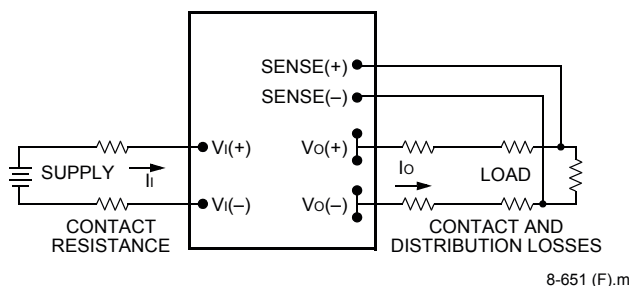 SENSE(+)
SENSE(–)
SUPPLY
II
VI(+)
VO(+)
IO
LOAD
VI(–)
VO(–)
CONTACT
RESISTANCE
CONTACT AND
DISTRIBUTION LOSSES
8-651 (F).m